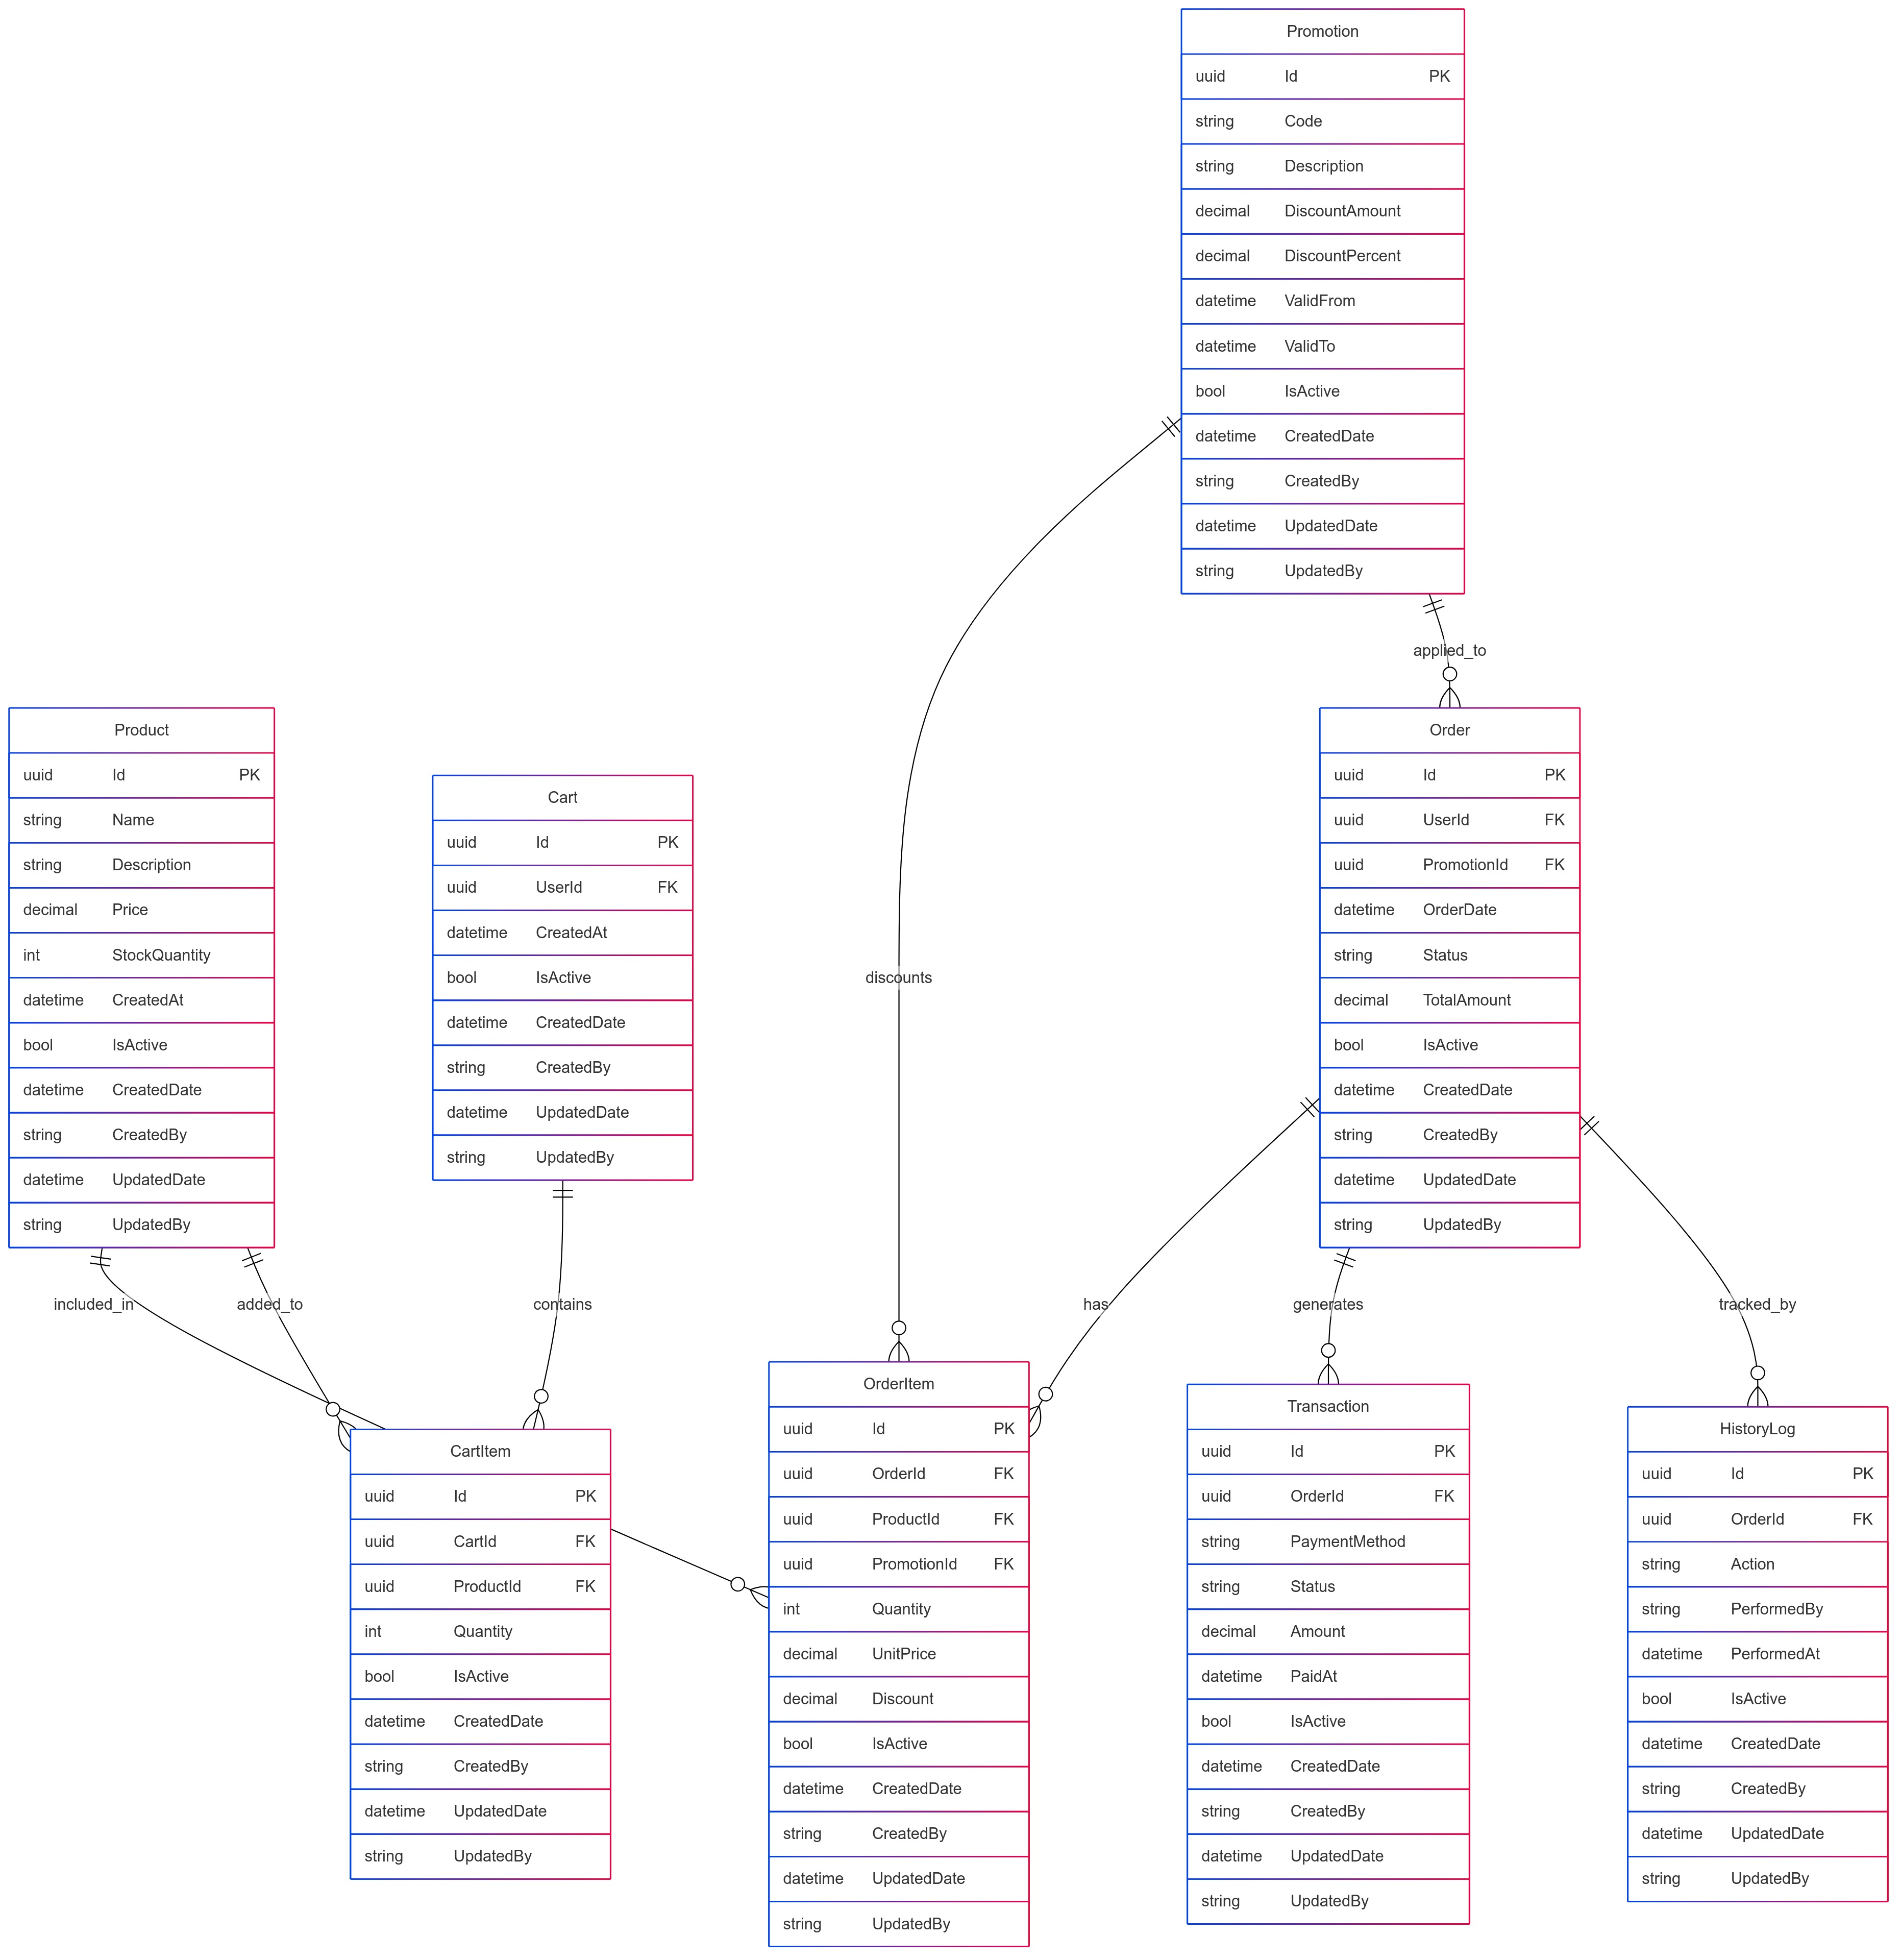 Promotion
uuid Id PK
string Code
string Description
decimal DiscountAmount
decimal DiscountPercent
datetime ValidFrom
datetime ValidTo
bool IsActive
datetime CreatedDate
string CreatedBy
datetime UpdatedDate
string UpdatedBy
applied_to
discounts
Product
uuid Id PK
string Name
string Description
decimal Price
int StockQuantity
datetime CreatedAt
bool IsActive
datetime CreatedDate
string CreatedBy
datetime UpdatedDate
string UpdatedBy
Cart
uuid Id PK
uuid UserId FK
datetime CreatedAt
bool IsActive
datetime CreatedDate
string CreatedBy
datetime UpdatedDate
string UpdatedBy
Order
uuid Id PK
uuid UserId FK
uuid PromotionId FK
datetime OrderDate
string Status
decimal TotalAmount
bool IsActive
datetime CreatedDate
string CreatedBy
datetime UpdatedDate
string UpdatedBy
included_in
added_to
contains
has
generates
tracked_by
CartItem
uuid Id PK
uuid CartId FK
uuid ProductId FK
int Quantity
bool IsActive
datetime CreatedDate
string CreatedBy
datetime UpdatedDate
string UpdatedBy
OrderItem
uuid Id PK
uuid OrderId FK
uuid ProductId FK
uuid PromotionId FK
int Quantity
decimal UnitPrice
decimal Discount
bool IsActive
datetime CreatedDate
string CreatedBy
datetime UpdatedDate
string UpdatedBy
Transaction
uuid Id PK
uuid OrderId FK
string PaymentMethod
string Status
decimal Amount
datetime PaidAt
bool IsActive
datetime CreatedDate
string CreatedBy
datetime UpdatedDate
string UpdatedBy
HistoryLog
uuid Id PK
uuid OrderId FK
string Action
string PerformedBy
datetime PerformedAt
bool IsActive
datetime CreatedDate
string CreatedBy
datetime UpdatedDate
string UpdatedBy